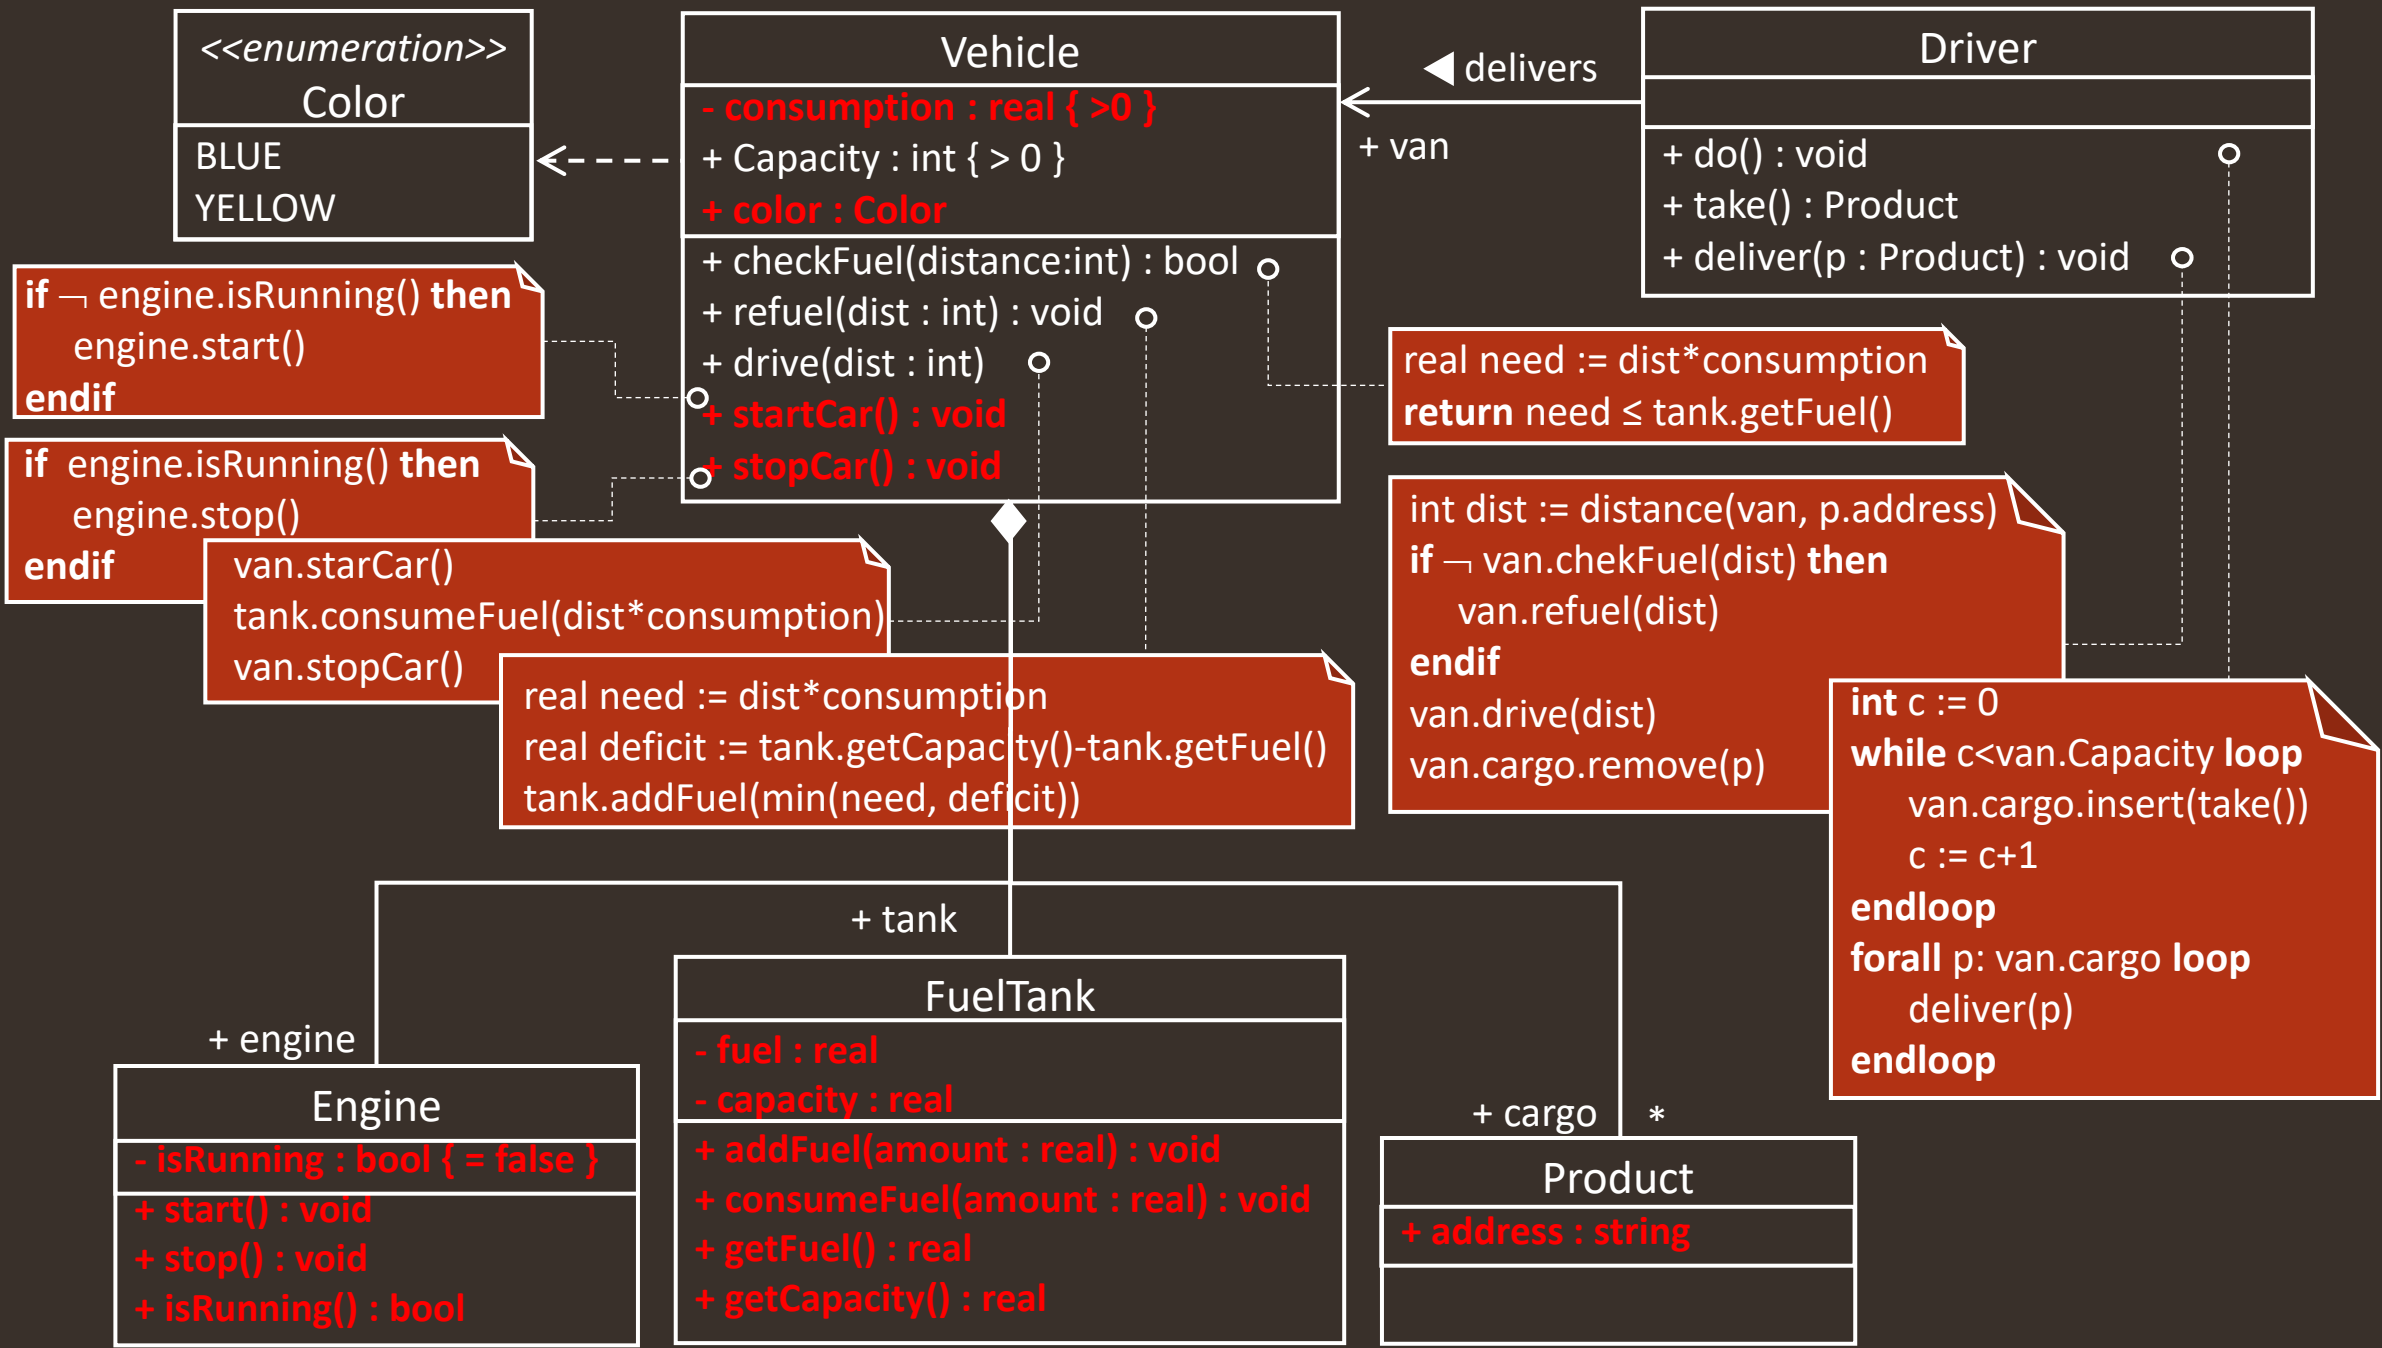 <<enumeration>>
Color
BLUE
YELLOW
Vehicle
- consumption : real { >0 }
+ Capacity : int { > 0 }
+ color : Color
+ checkFuel(distance:int) : bool
+ refuel(dist : int) : void
+ drive(dist : int)
+ startCar() : void
+ stopCar() : void
◀ delivers
+ van
Driver
+ do() : void
+ take() : Product
+ deliver(p : Product) : void
if ¬ engine.isRunning() then
engine.start()
endif
if engine.isRunning() then
engine.stop()
endif
van.starCar()
tank.consumeFuel(dist*consumption)
van.stopCar()
real need := dist*consumption
real deficit := tank.getCapacity()-tank.getFuel()
tank.addFuel(min(need, deficit))
real need := dist*consumption
return need ≤ tank.getFuel()
int dist := distance(van, p.address)
if ¬ van.chekFuel(dist) then
van.refuel(dist)
endif
van.drive(dist)
van.cargo.remove(p)
int c := 0
while c<van.Capacity loop
van.cargo.insert(take())
c := c+1
endloop
forall p: van.cargo loop
deliver(p)
endloop
+ engine
Engine
- isRunning : bool { = false }
+ start() : void
+ stop() : void
+ isRunning() : bool
+ tank
FuelTank
- fuel : real
- capacity : real
+ addFuel(amount : real) : void
+ consumeFuel(amount : real) : void
+ getFuel() : real
+ getCapacity() : real
+ cargo *
Product
+ address : string